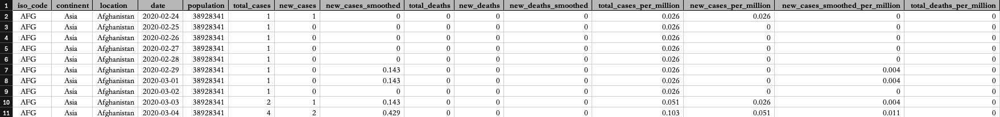 1 iso_code continent location date population total_cases new_cases new_cases_smoothed total_deaths new_deaths new_deaths_smoothed total_cases_per_million new_cases_per_million new_cases_smoothed_per_million total_deaths_per_million
2 AFG Asia Afghanistan 2020-02-24 38928341 1 1 0 0 0 0 0.026 0.026 0 0
3 AFG Asia Afghanistan 2020-02-25 38928341 1 0 0 0 0 0 0.026 0 0 0
4 AFG Asia Afghanistan 2020-02-26 38928341 1 0 0 0 0 0 0.026 0 0 0
5 AFG Asia Afghanistan 2020-02-27 38928341 1 0 0 0 0 0 0.026 0 0 0
6 AFG Asia Afghanistan 2020-02-28 38928341 1 0 0 0 0 0 0.026 0 0 0
7 AFG Asia Afghanistan 2020-02-29 38928341 1 0 0.143 0 0 0 0.026 0 0.004 0
8 AFG Asia Afghanistan 2020-03-01 38928341 1 0 0.143 0 0 0 0.026 0 0.004 0
9 AFG Asia Afghanistan 2020-03-02 38928341 1 0 0 0 0 0 0.026 0 0 0
10 AFG Asia Afghanistan 2020-03-03 38928341 2 1 0.143 0 0 0 0.051 0.026 0.004 0
11 AFG Asia Afghanistan 2020-03-04 38928341 4 2 0.429 0 0 0 0.103 0.051 0.011 0